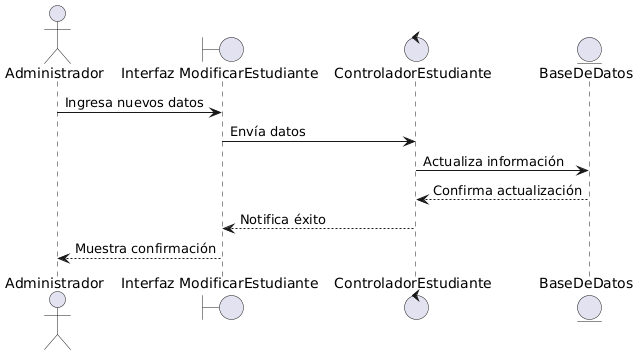 Administrador
Interfaz ModificarEstudiante
ControladorEstudiante
BaseDeDatos
Ingresa nuevos datos
Envía datos
Actualiza información
Confirma actualización
Notifica éxito
Muestra confirmación
Administrador
Interfaz ModificarEstudiante
ControladorEstudiante
BaseDeDatos